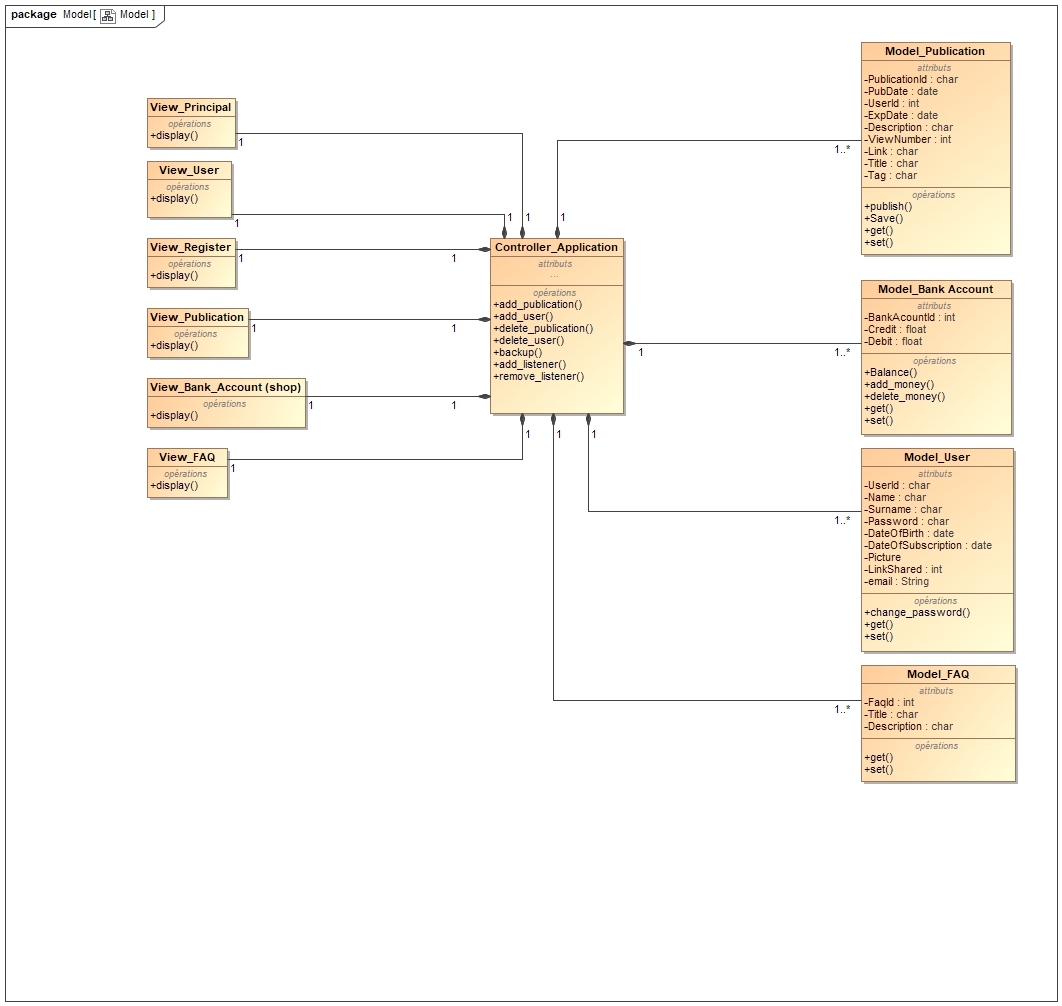 package Model[ Model ]
View_Principal
opérations
+display()
1
View_User
opérations
+display()
1
View_Register
opérations
+display()
1
1
View_Publication
opérations
+display()
1
1
View_Bank_Account (shop)
opérations
+display()
1
1
View_FAQ
opérations
+display()
1
1
1
1
Controller_Application
attributs
...
opérations
+add_publication()
+add_user()
+delete_publication()
+delete_user()
+backup()
+add_listener()
+remove_listener()
1
1
1
1
Model_Publication
attributs
-PublicationId : char
-PubDate : date
-UserId : int
-ExpDate : date
-Description : char
-ViewNumber : int
-Link : char
-Title : char
-Tag : char
opérations
+publish()
+Save()
+get()
+set()
1..*
Model_Bank Account
attributs
-BankAcountId : int
-Credit : float
-Debit : float
opérations
+Balance()
+add_money()
+delete_money()
+get()
+set()
1..*
Model_User
attributs
-UserId : char
-Name : char
-Surname : char
-Password : char
-DateOfBirth : date
-DateOfSubscription : date
-Picture
-LinkShared : int
-email : String
opérations
+change_password()
+get()
+set()
1..*
Model_FAQ
attributs
-FaqId : int
-Title : char
-Description : char
opérations
+get()
+set()
1..*